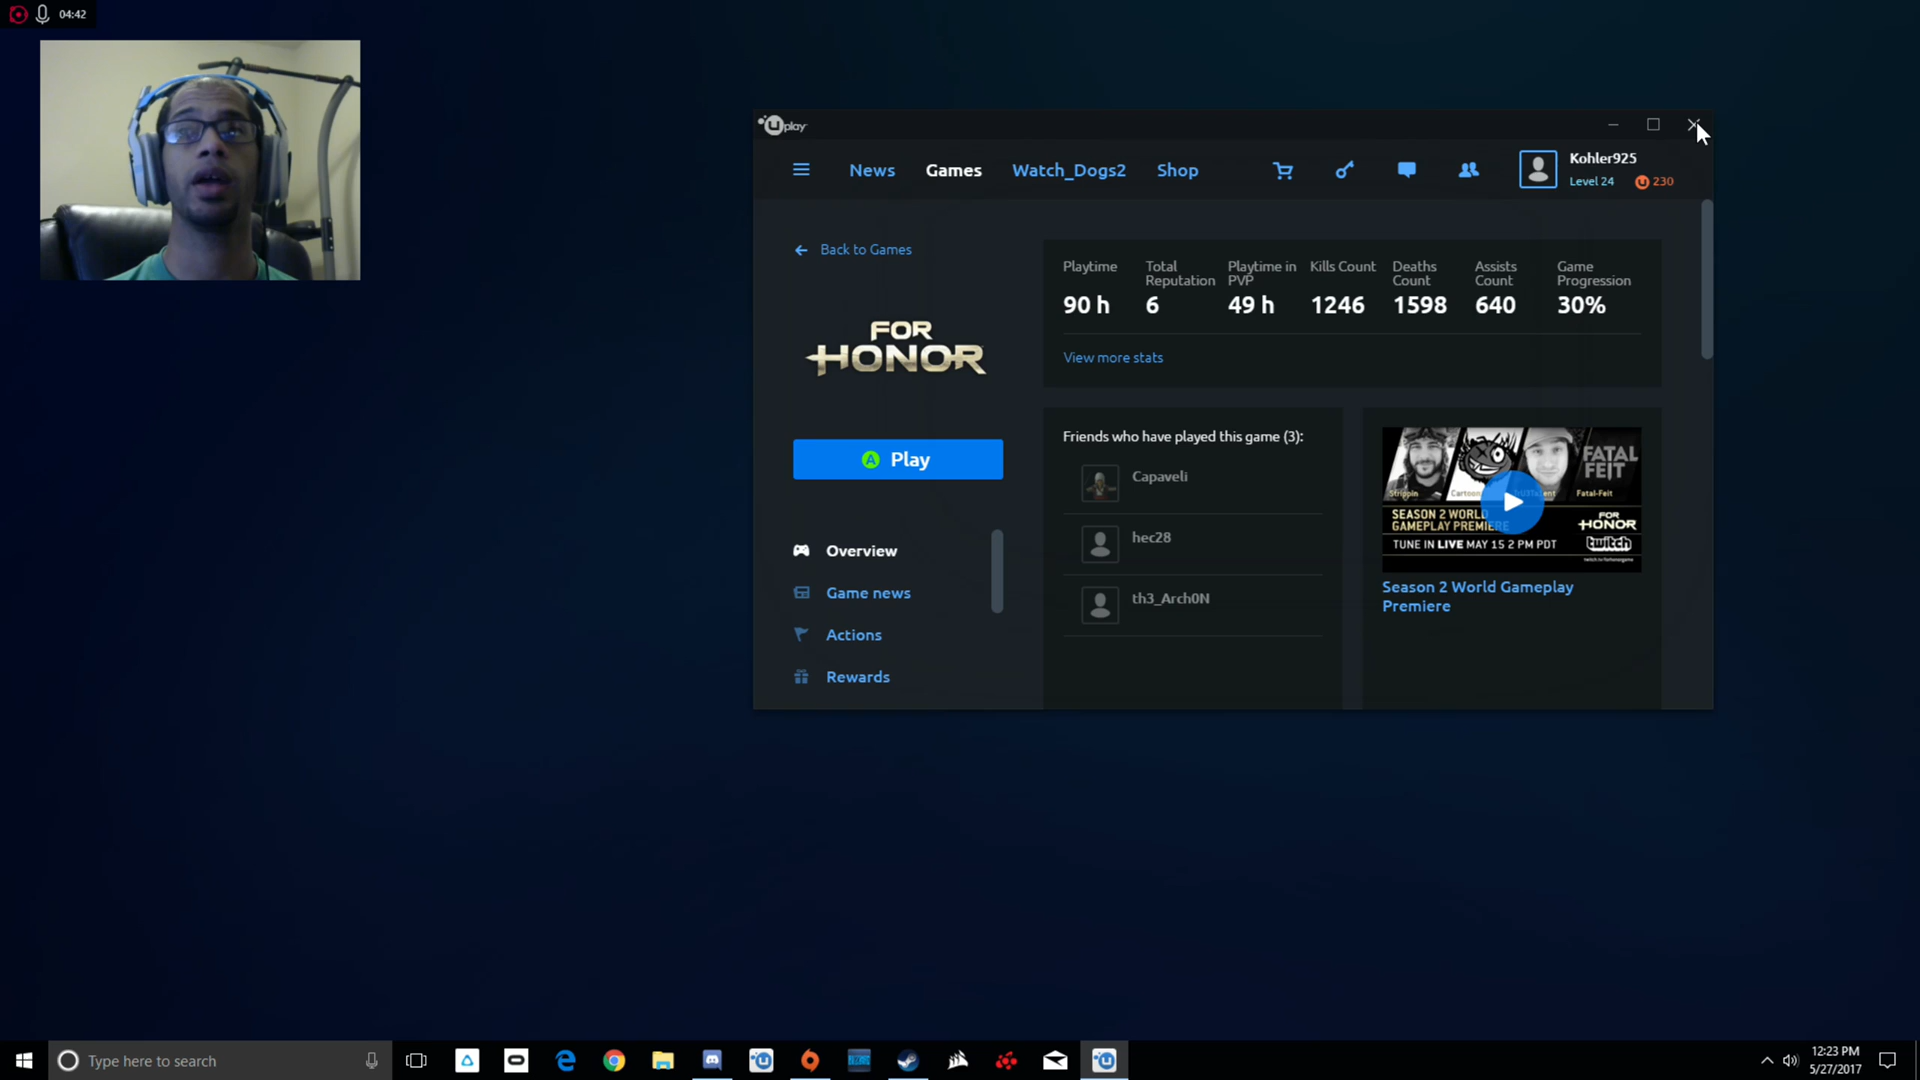 04:42
Uplay
News Games Watch_Dogs2 Shop
Kohler925
Level 24 230
Back to Games
FOR
HONOR
Play
Overview
Game news
Actions
Rewards
Playtime
90 h
Total
Reputation
6
Playtime in
PVP
49 h
Kills Count
1246
Deaths
Count
1598
Assists
Count
640
Game
Progression
30%
View more stats
Friends who have played this game (3):
Capaveli
hec28
th3_Arch0N
FATAL
FEIT
Strippin Fatal-Feit
SEASON 2 WORLD
GAMEPLAY PREMIERE
FOR
HONOR
TUNE IN LIVE MAY 15 2 PM PDT
twitch
Season 2 World Gameplay
Premiere
Type here to search
12:23 PM
5/27/2017